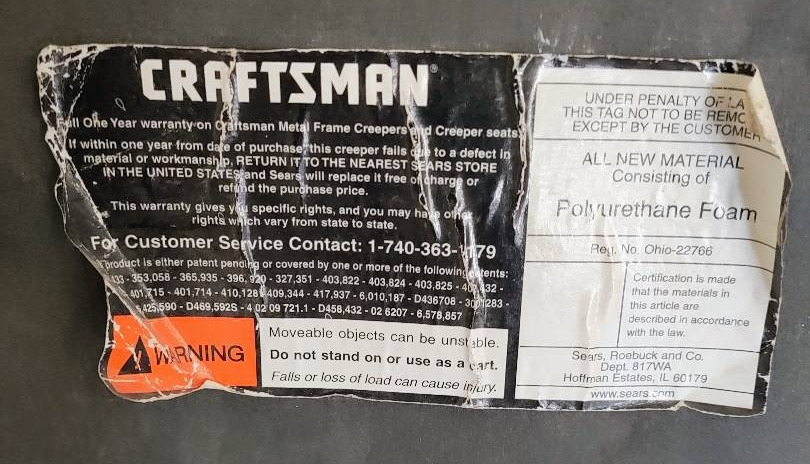 CRAFTSMAN®
Full One Year warranty on Craftsman Metal Frame Creepers and Creeper seats
If within one year from date of purchase, this creeper fails due to a defect in
material or workmanship, RETURN IT TO THE NEAREST SEARS STORE
IN THE UNITED STATES and Sears will replace it free of charge or
refund the purchase price.
This warranty gives you specific rights, and you may have other
rights which vary from state to state.
For Customer Service Contact: 1-740-363-
product is either patent pending or covered by one or more of the following patents:
353,058 - 365,935 - 327,351 - 403,822 - 403,824 - 403,825 -
401,715 - 401,714 - 410,128 409,344 - 417,937 - 6,010,187 - D436708 -
425,590 - D469,592S - 4 02 09 721.1 - D458,432 - 02 6207 - 6,578,857
WARNING
Moveable objects can be unstable.
Do not stand on or use as a cart.
Falls or loss of load can cause injury.
UNDER PENALTY OF LA
THIS TAG NOT TO BE REMO
EXCEPT BY THE CUSTOMER
ALL NEW MATERIAL
Consisting of
Polyurethane Foam
Reg. No. Ohio-22766
Certification is made
that the materials in
this article are
described in accordance
with the law.
Sears, Roebuck and Co.
Dept. 817WA
Hoffman Estates, IL 60179
www.sears.com